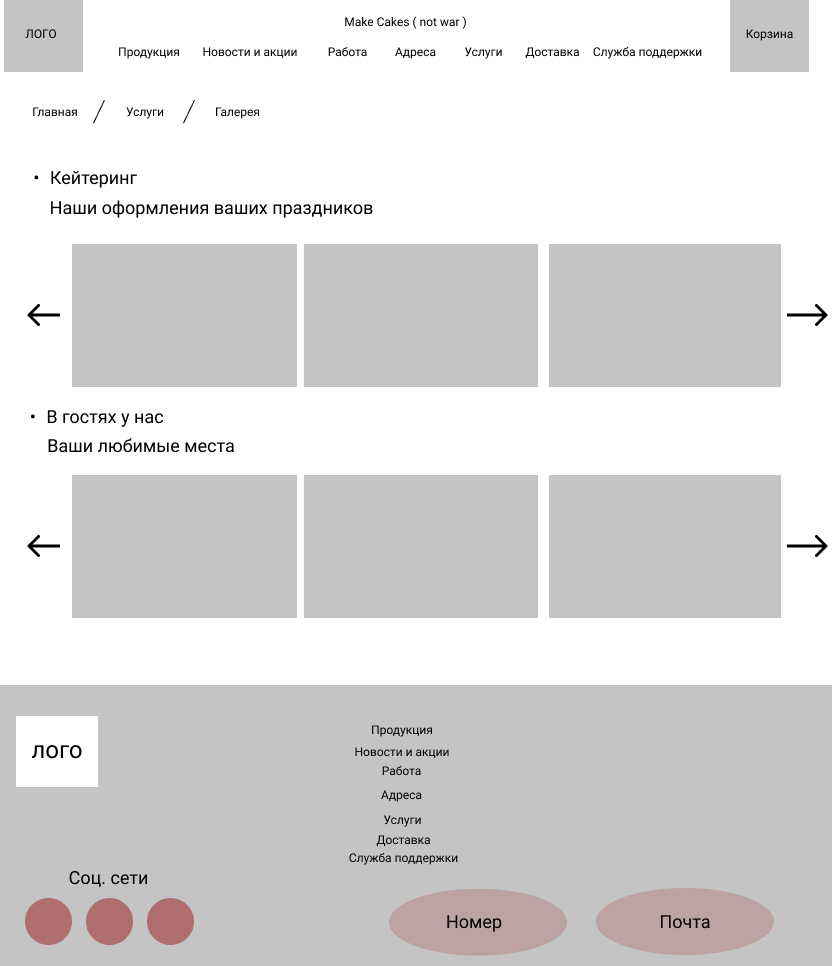 ЛОГО
Make Cakes ( not war )
Корзина
Продукция Новости и акции Работа Адреса Услуги Доставка Служба поддержки
Главная / Услуги / Галерея
• Кейтеринг
Наши оформления ваших праздников
• В гостях у нас
Ваши любимые места
ЛОГО
Продукция
Новости и акции
Работа
Адреса
Услуги
Доставка
Служба поддержки
Соц. сети
Номер
Почта